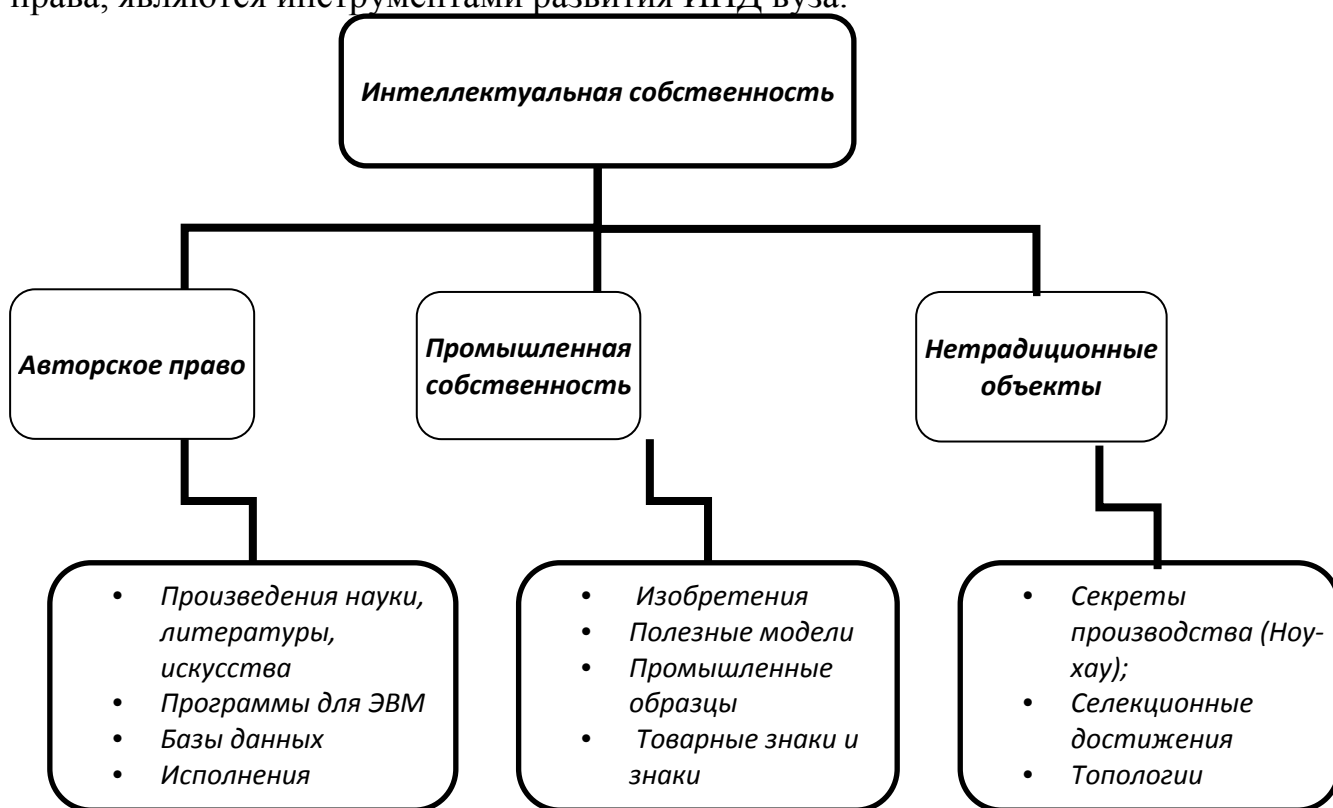 права, являются инструментами развития ИПД вуза.
Интеллектуальная собственность
Авторское право
Промышленная
собственность
Нетрадиционные
объекты
• Произведения науки,
литературы,
искусства
• Программы для ЭВМ
• Базы данных
• Исполнения
• Изобретения
• Полезные модели
• Промышленные
образцы
• Товарные знаки и
знаки
• Секреты
производства (Ноу-
хау);
• Селекционные
достижения
• Топологии